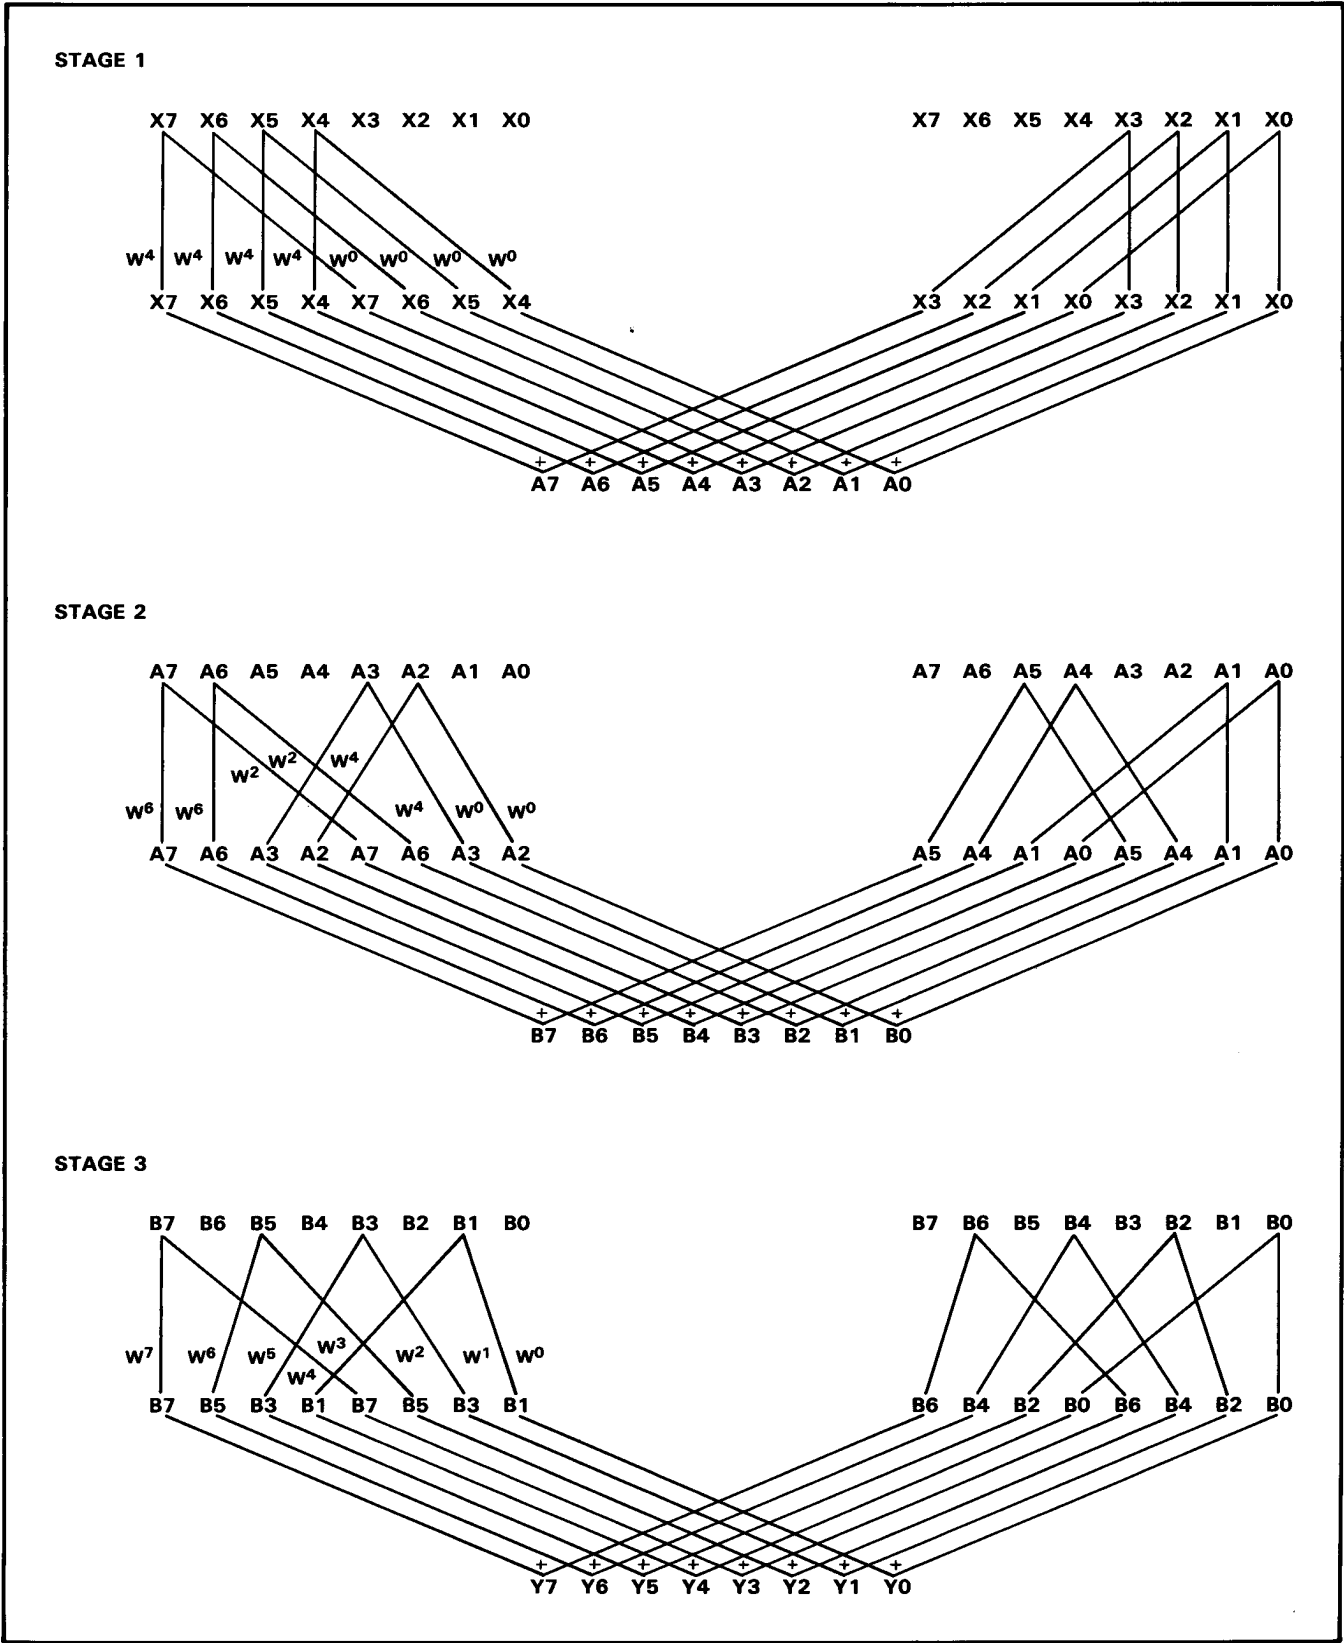 STAGE 1
X7 X6 X5 X4 X3 X2 X1 X0 X7 X6 X5 X4 X3 X2 X1 X0
W⁴ W⁴ W⁴ W⁴ W⁰ W⁰ W⁰ W⁰
X7 X6 X5 X4 X7 X6 X5 X4 X3 X2 X1 X0 X3 X2 X1 X0
+ + + + + + + +
A7 A6 A5 A4 A3 A2 A1 A0
STAGE 2
A7 A6 A5 A4 A3 A2 A1 A0 A7 A6 A5 A4 A3 A2 A1 A0
W² W² W⁴
W⁶ W⁶ W⁴ W⁰ W⁰
A7 A6 A3 A2 A7 A6 A3 A2 A5 A4 A1 A0 A5 A4 A1 A0
+ + + + + + + +
B7 B6 B5 B4 B3 B2 B1 B0
STAGE 3
B7 B6 B5 B4 B3 B2 B1 B0 B7 B6 B5 B4 B3 B2 B1 B0
W⁷ W⁶ W⁵ W³ W² W¹ W⁰
W⁴
B7 B5 B3 B1 B7 B5 B3 B1 B6 B4 B2 B0 B6 B4 B2 B0
+ + + + + + + +
Y7 Y6 Y5 Y4 Y3 Y2 Y1 Y0